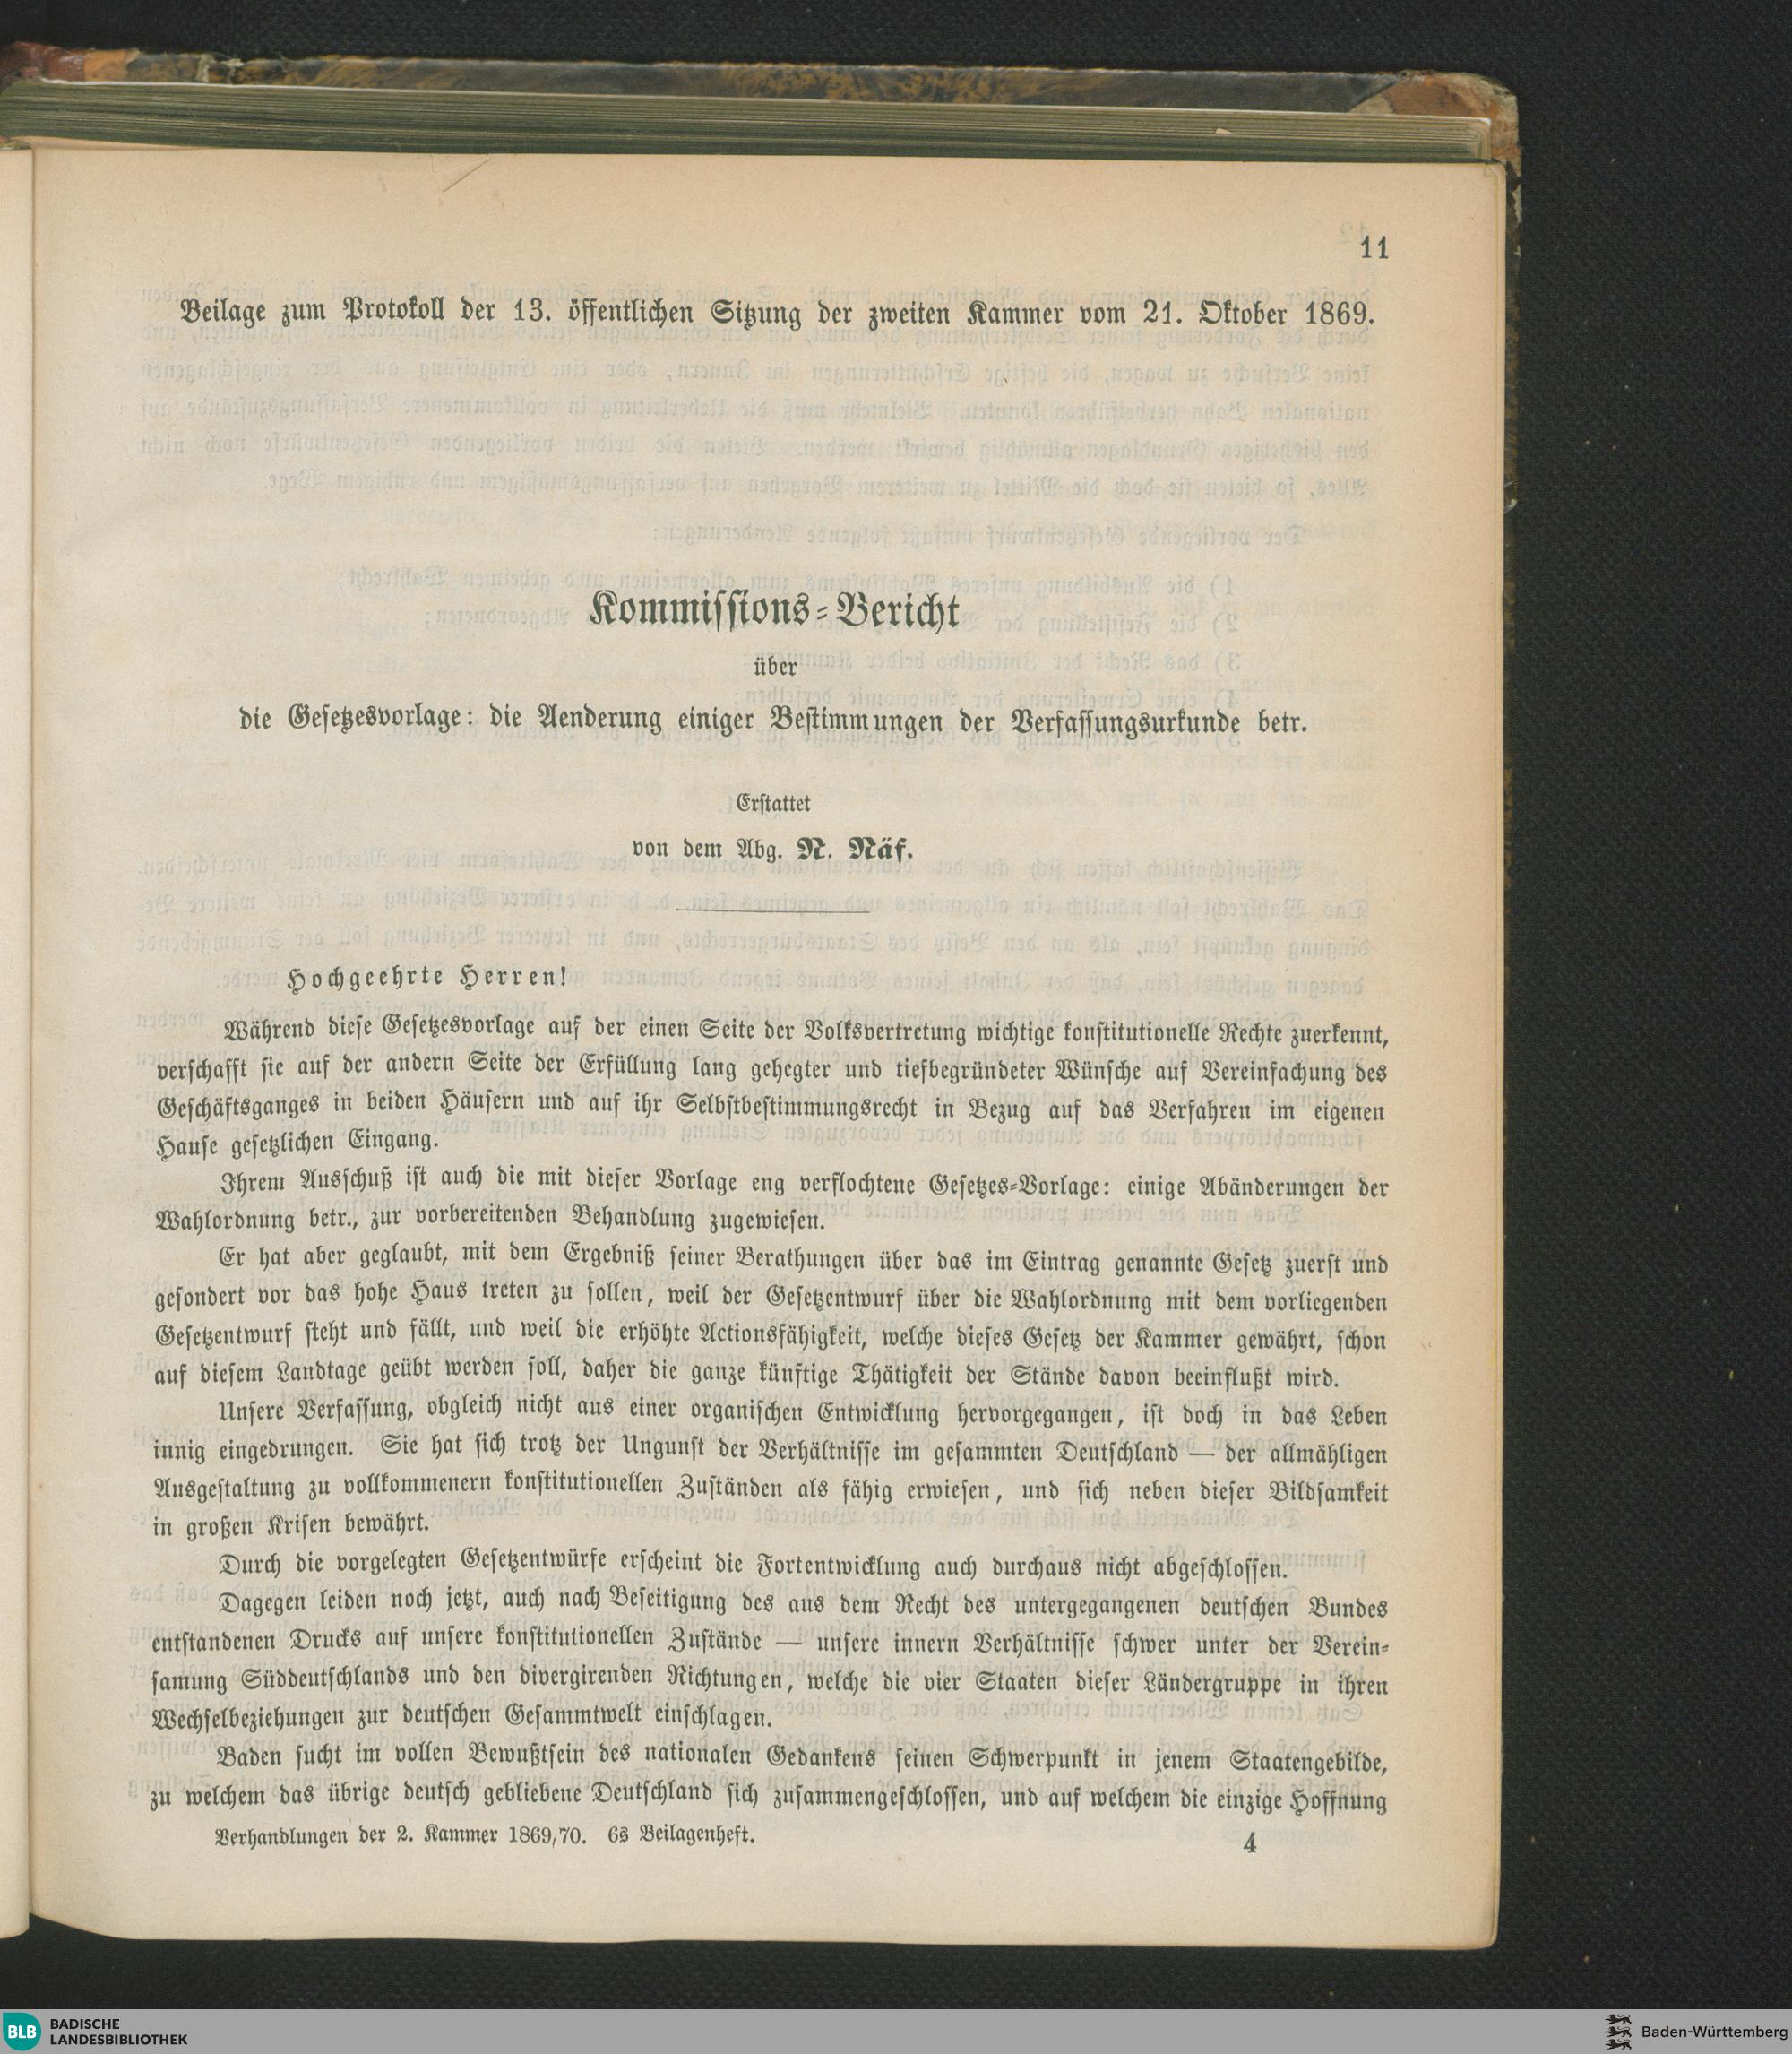 11
Beilage zum Protokoll der 13. öffentlichen Sitzung der zweiten Kammer vom 21. Oktober 1869.
Kommissions-Bericht
über
die Gesetzesvorlage: die Aenderung einiger Bestimmungen der Verfassungsurkunde betr.
Erstattet
von dem Abg. N. Näf.
Hochgeehrte Herren!
Während diese Gesetzesvorlage auf der einen Seite der Volksvertretung wichtige konstitutionelle Rechte zuerkennt,
verschafft sie auf der andern Seite der Erfüllung lang gehegter und tiefbegründeter Wünsche auf Vereinfachung des
Geschäftsganges in beiden Häusern und auf ihr Selbstbestimmungsrecht in Bezug auf das Verfahren im eigenen
Hause gesetzlichen Eingang.
Ihrem Ausschuß ist auch die mit dieser Vorlage eng verflochtene Gesetzes-Vorlage: einige Abänderungen der
Wahlordnung betr., zur vorbereitenden Behandlung zugewiesen.
Er hat aber geglaubt, mit dem Ergebniß seiner Berathungen über das im Eintrag genannte Gesetz zuerst und
gesondert vor das hohe Haus treten zu sollen, weil der Gesetzentwurf über die Wahlordnung mit dem vorliegenden
Gesetzentwurf steht und fällt, und weil die erhöhte Actionsfähigkeit, welche dieses Gesetz der Kammer gewährt, schon
auf diesem Landtage geübt werden soll, daher die ganze künftige Thätigkeit der Stände davon beeinflußt wird.
Unsere Verfassung, obgleich nicht aus einer organischen Entwicklung hervorgegangen, ist doch in das Leben
innig eingedrungen. Sie hat sich trotz der Ungunst der Verhältnisse im gesammten Deutschland — der allmähligen
Ausgestaltung zu vollkommenern konstitutionellen Zuständen als fähig erwiesen, und sich neben dieser Bildsamkeit
in großen Krisen bewährt.
Durch die vorgelegten Gesetzentwürfe erscheint die Fortentwicklung auch durchaus nicht abgeschlossen.
Dagegen leiden noch jetzt, auch nach Beseitigung des aus dem Recht des untergegangenen deutschen Bundes
entstandenen Drucks auf unsere konstitutionellen Zustände — unsere innern Verhältnisse schwer unter der Verein-
samung Süddeutschlands und den divergirenden Richtungen, welche die vier Staaten dieser Ländergruppe in ihren
Wechselbeziehungen zur deutschen Gesammtwelt einschlagen.
Baden sucht im vollen Bewußtsein des nationalen Gedankens seinen Schwerpunkt in jenem Staatengebilde,
zu welchem das übrige deutsch gebliebene Deutschland sich zusammengeschlossen, und auf welchem die einzige Hoffnung
Verhandlungen der 2. Kammer 1869/70. 6s Beilagenheft.
4
BLB BADISCHE
LANDESBIBLIOTHEK
Baden-Württemberg